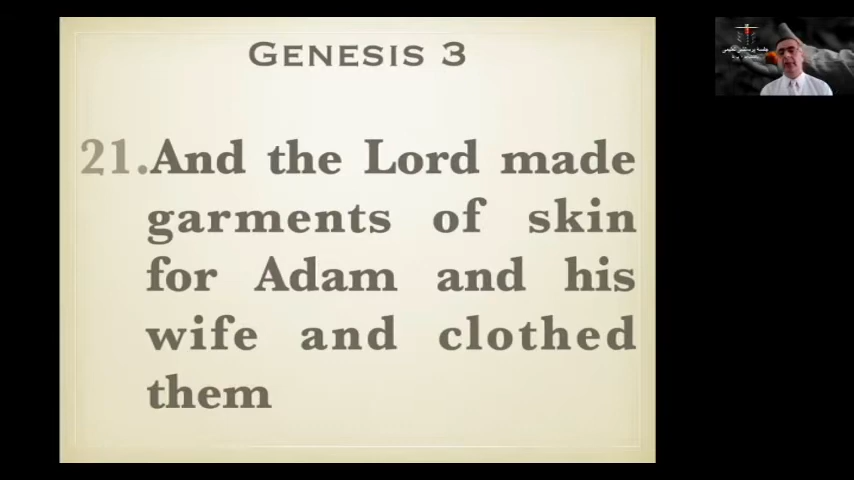 GENESIS 3
21.And the Lord made
garments of skin
for Adam and his
wife and clothed
them